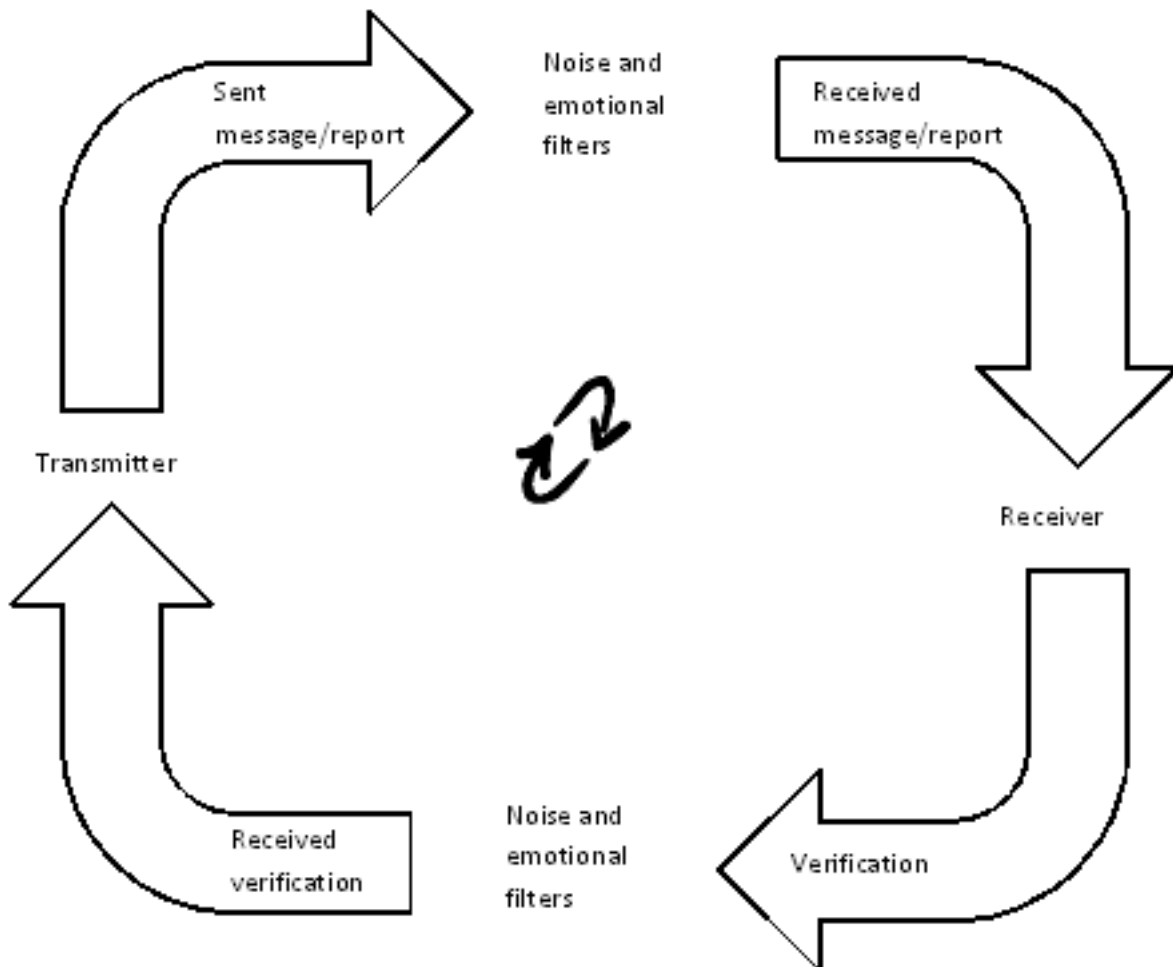 Sent
message/report
Noise and
emotional
filters
Received
message/report
Transmitter
Receiver
Received
verification
Noise and
emotional
filters
Verification